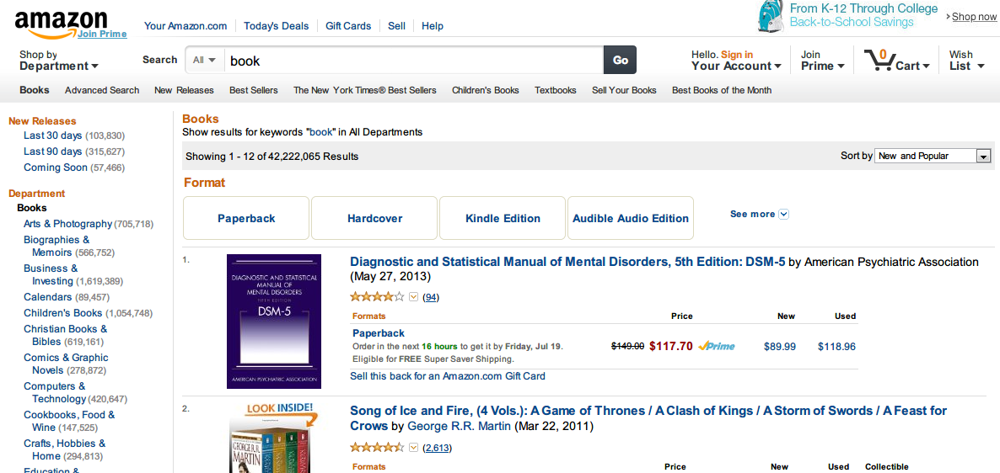 amazon
Join Prime
Your Amazon.com
Today's Deals
Gift Cards
Sell
Help
From K-12 Through College
Back-to-School Savings
Shop now
Shop by
Department
Search
All
book
Go
Hello. Sign in
Your Account
Join
Prime
0
Cart
Wish
List
Books
Advanced Search
New Releases
Best Sellers
The New York Times® Best Sellers
Children's Books
Textbooks
Sell Your Books
Best Books of the Month
New Releases
Last 30 days (103,830)
Last 90 days (315,627)
Coming Soon (57,466)
Department
Books
Arts & Photography (705,718)
Biographies &
Memoirs (566,752)
Business &
Investing (1,619,389)
Calendars (89,457)
Children's Books (1,054,748)
Christian Books &
Bibles (619,161)
Comics & Graphic
Novels (278,872)
Computers &
Technology (420,647)
Cookbooks, Food &
Wine (147,525)
Crafts, Hobbies &
Home (294,813)
Education &
Books
Show results for keywords "book" in All Departments
Showing 1 - 12 of 42,222,065 Results
Sort by New and Popular
Format
Paperback
Hardcover
Kindle Edition
Audible Audio Edition
See more
1.
DIAGNOSTIC AND STATISTICAL
MANUAL OF
MENTAL DISORDERS
FIFTH EDITION
DSM-5
AMERICAN PSYCHIATRIC ASSOCIATION
Diagnostic and Statistical Manual of Mental Disorders, 5th Edition: DSM-5 by American Psychiatric Association
(May 27, 2013)
(94)
Formats Price New Used
Paperback
Order in the next 16 hours to get it by Friday, Jul 19.
$149.00 $117.70 Prime $89.99 $118.96
Eligible for FREE Super Saver Shipping.
Sell this back for an Amazon.com Gift Card
2.
LOOK INSIDE!
GEORGE R.R.
MARTIN
Song of Ice and Fire, (4 Vols.): A Game of Thrones / A Clash of Kings / A Storm of Swords / A Feast for
Crows by George R.R. Martin (Mar 22, 2011)
(2,613)
Formats Price New Used Collectible